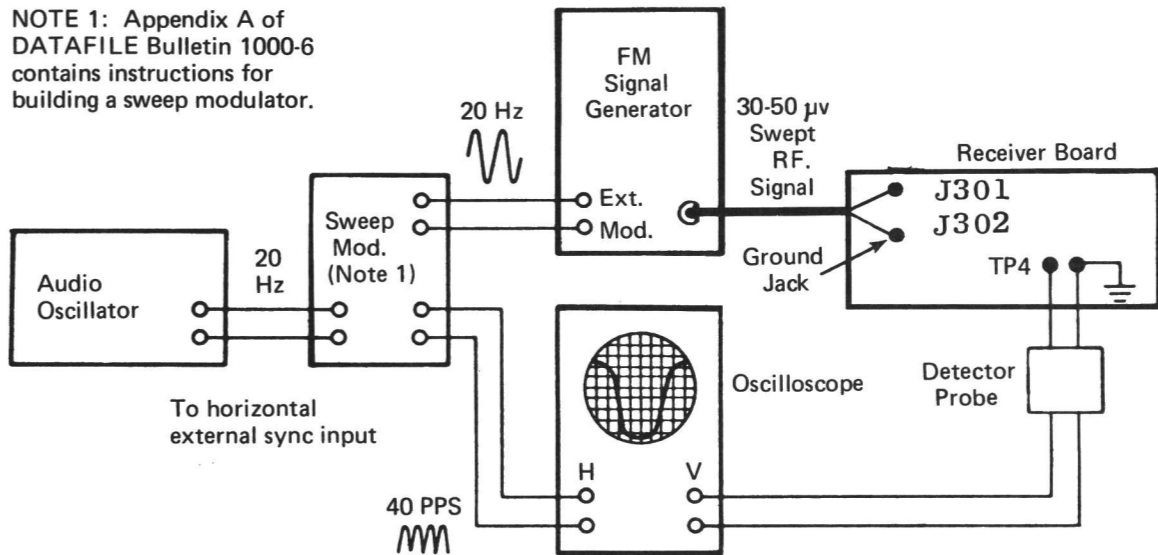 NOTE 1: Appendix A of
DATAFILE Bulletin 1000-6
contains instructions for
building a sweep modulator.
20 Hz
FM
Signal
Generator
Ext.
Mod.
30-50 µv
Swept
RF.
Signal
Receiver Board
J301
J302
Ground
Jack
TP4
Audio
Oscillator
20
Hz
Sweep
Mod.
(Note 1)
To horizontal
external sync input
40 PPS
H
V
Oscilloscope
Detector
Probe